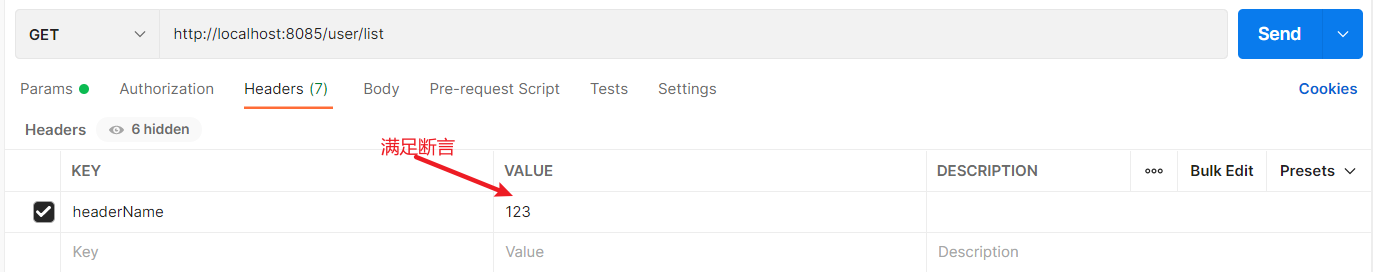 GET http://localhost:8085/user/list Send
Params Authorization Headers (7) Body Pre-request Script Tests Settings Cookies
Headers 6 hidden
满足断言
KEY VALUE DESCRIPTION ooo Bulk Edit Presets
headerName 123
Key Value Description